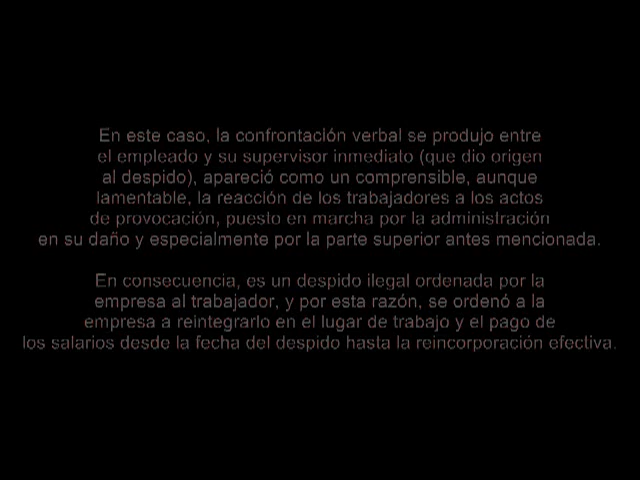 En este caso, la confrontación verbal se produjo entre
el empleado y su supervisor inmediato (que dio origen
al despido), apareció como un comprensible, aunque
lamentable, la reacción de los trabajadores a los actos
de provocación, puesto en marcha por la administración
en su daño y especialmente por la parte superior antes mencionada.
En consecuencia, es un despido ilegal ordenada por la
empresa al trabajador, y por esta razón, se ordenó a la
empresa a reintegrarlo en el lugar de trabajo y el pago de
los salarios desde la fecha del despido hasta la reincorporación efectiva.